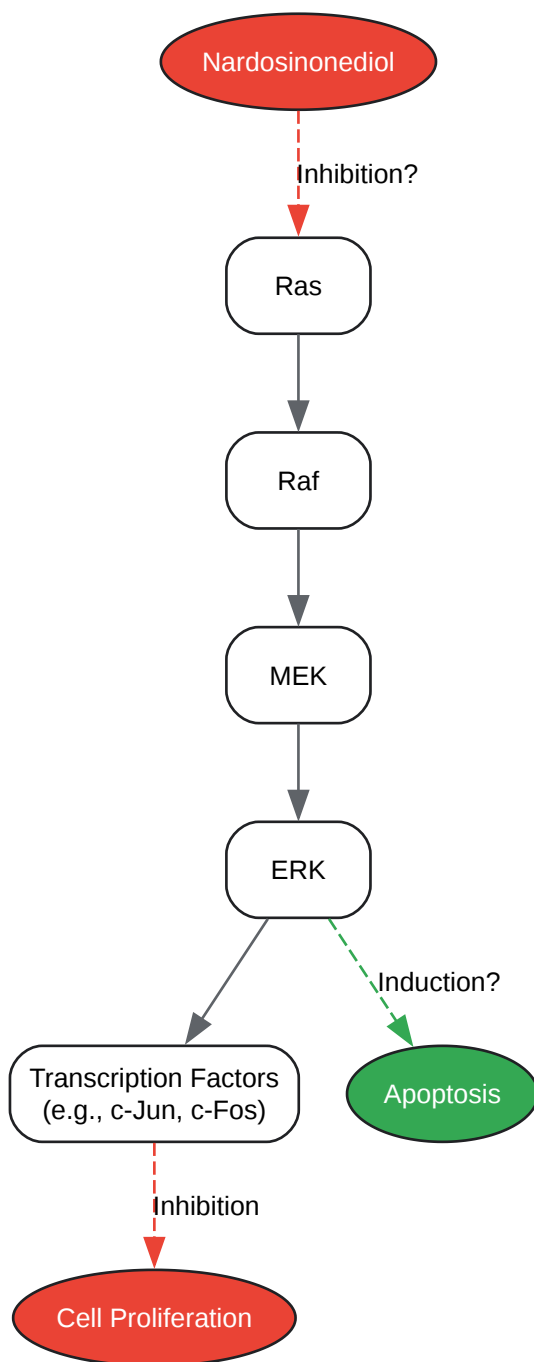 Nardosinonediol
Inhibition?
Ras
Raf
MEK
ERK
Induction?
Transcription Factors
(e.g., c-Jun, c-Fos)
Apoptosis
Inhibition
Cell Proliferation